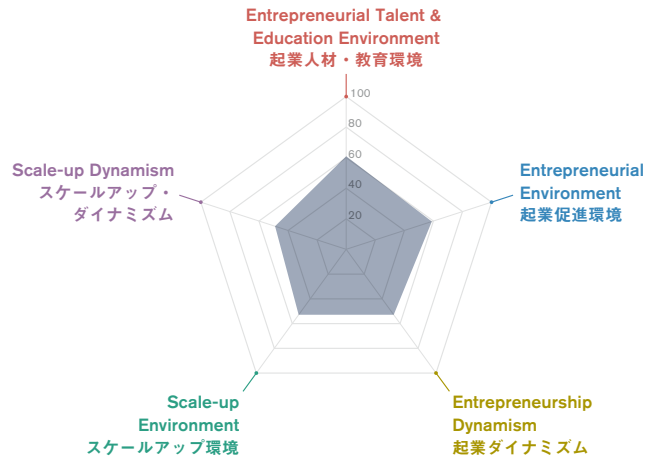 Entrepreneurial Talent &
Education Environment
起業人材・教育環境
100
80
60
40
20
Scale-up Dynamism
スケールアップ・
ダイナミズム
Entrepreneurial
Environment
起業促進環境
Scale-up
Environment
スケールアップ環境
Entrepreneurship
Dynamism
起業ダイナミズム